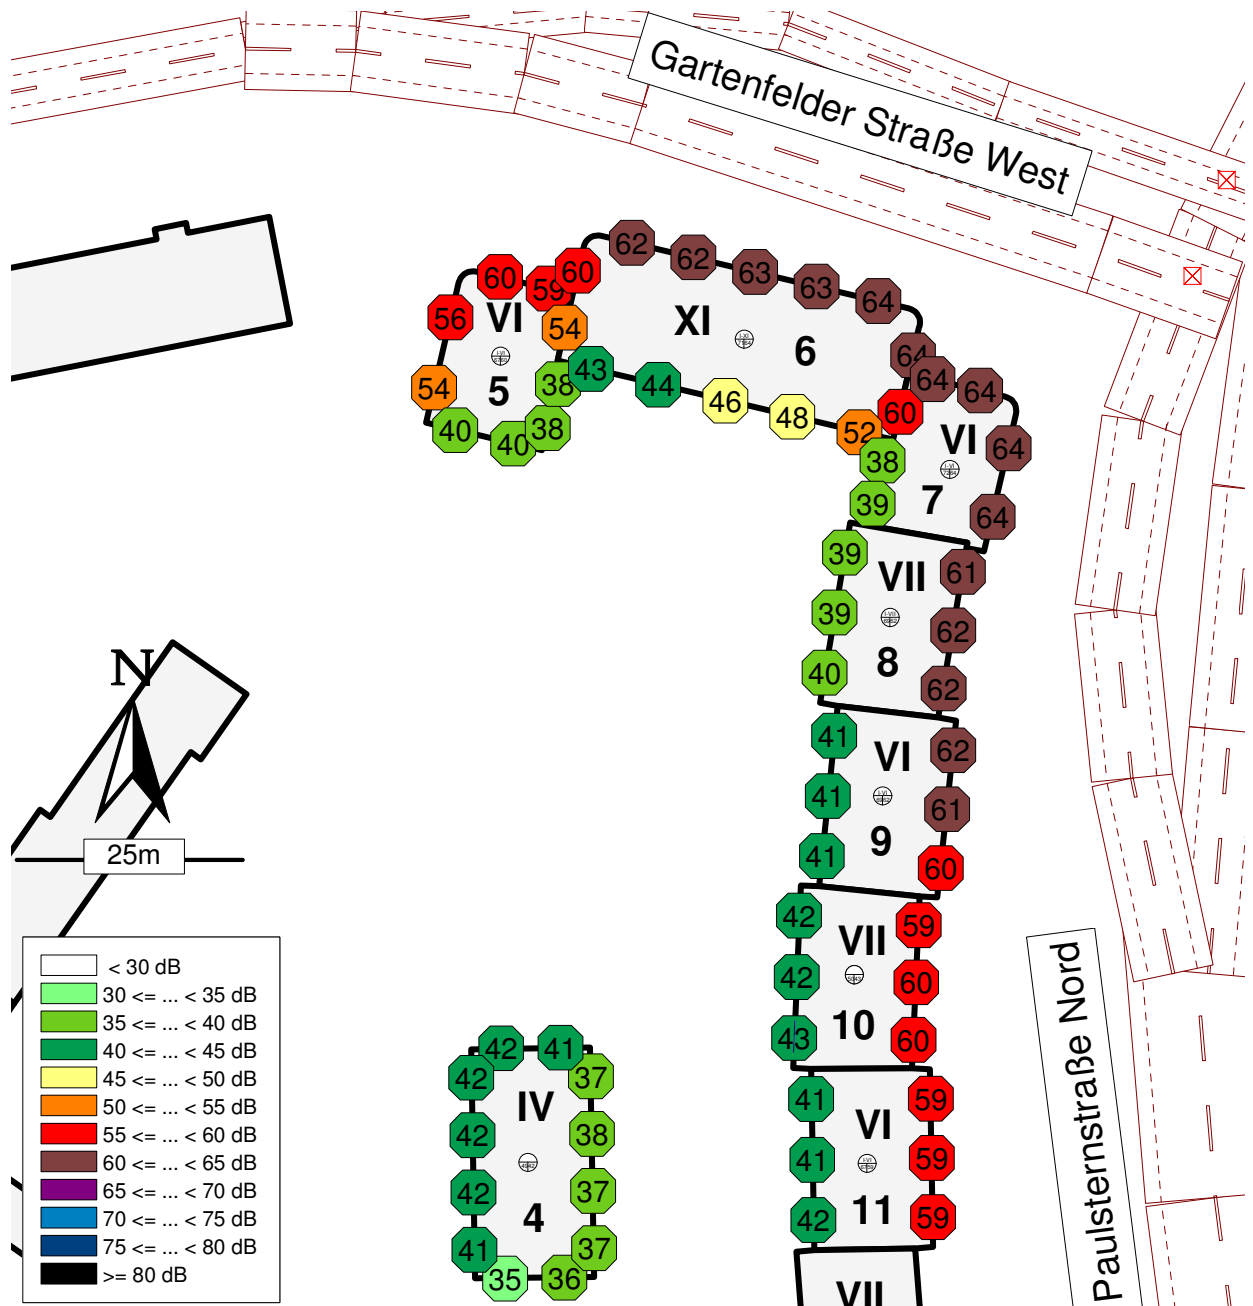 Gartenfelder Straße West
62
62
63
63
64
60
59
60
56
VI
54
XI
6
64
5
54
38
43
44
46
48
52
60
64
64
40
40
38
38
VI
64
7
39
64
39
VII
61
39
62
8
40
62
N
41
VI
62
41
61
9
41
60
25m
42
VII
59
42
60
10
43
60
< 30 dB
30 <= ... < 35 dB
35 <= ... < 40 dB
40 <= ... < 45 dB
45 <= ... < 50 dB
50 <= ... < 55 dB
55 <= ... < 60 dB
60 <= ... < 65 dB
65 <= ... < 70 dB
70 <= ... < 75 dB
75 <= ... < 80 dB
>= 80 dB
42
41
42
37
IV
42
38
42
37
4
41
37
35
36
41
59
VI
41
59
11
42
59
VII
Paulsternstraße Nord